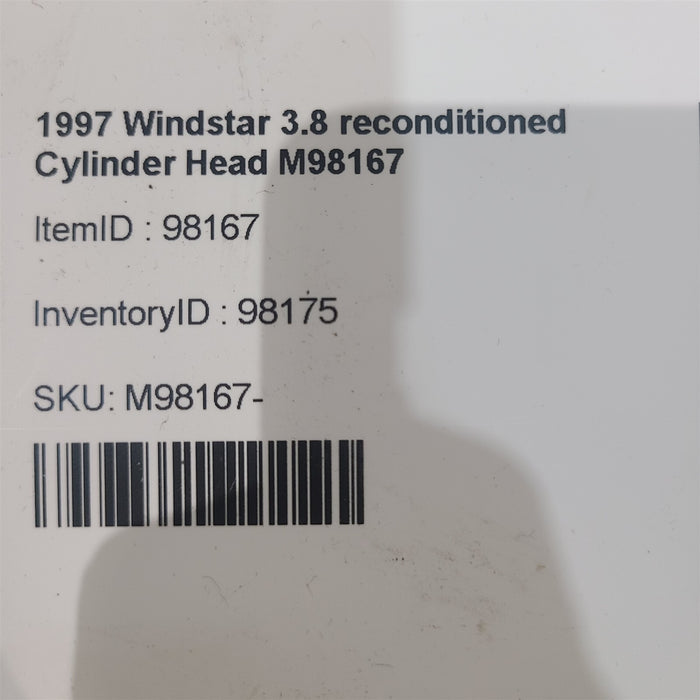 1997 Windstar 3.8 reconditioned
Cylinder Head M98167
ItemID : 98167
InventoryID : 98175
SKU: M98167-